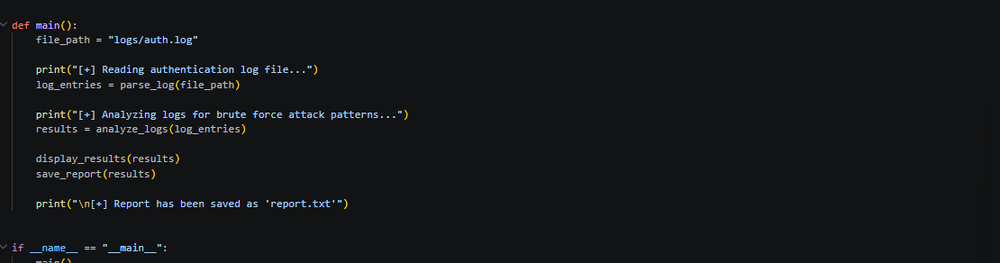 def main():
    file_path = "logs/auth.log"
    print("[+] Reading authentication log file...")
    log_entries = parse_log(file_path)
    print("[+] Analyzing logs for brute force attack patterns...")
    results = analyze_logs(log_entries)
    display_results(results)
    save_report(results)
    print("\n[+] Report has been saved as 'report.txt'")
if __name__ == "__main__":
    main()